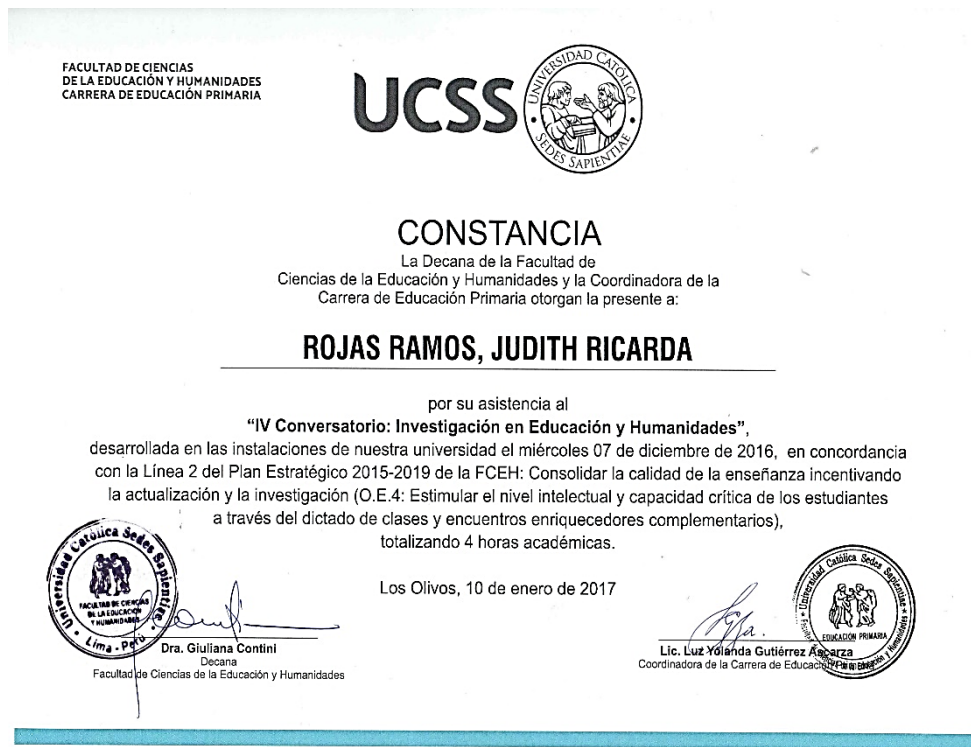 FACULTAD DE CIENCIAS
DE LA EDUCACIÓN Y HUMANIDADES
CARRERA DE EDUCACIÓN PRIMARIA
UCSS
UNIVERSIDAD CATÓLICA
SEDES SAPIENTIAE
CONSTANCIA
La Decana de la Facultad de
Ciencias de la Educación y Humanidades y la Coordinadora de la
Carrera de Educación Primaria otorgan la presente a:
ROJAS RAMOS, JUDITH RICARDA
por su asistencia al
“IV Conversatorio: Investigación en Educación y Humanidades”,
desarrollada en las instalaciones de nuestra universidad el miércoles 07 de diciembre de 2016, en concordancia
con la Línea 2 del Plan Estratégico 2015-2019 de la FCEH: Consolidar la calidad de la enseñanza incentivando
la actualización y la investigación (O.E.4: Estimular el nivel intelectual y capacidad crítica de los estudiantes
a través del dictado de clases y encuentros enriquecedores complementarios),
totalizando 4 horas académicas.
Los Olivos, 10 de enero de 2017
Universidad Católica Sedes Sapientiae
FACULTAD DE CIENCIAS
DE LA EDUCACIÓN
Y HUMANIDADES
Lima - Perú
Dra. Giuliana Contini
Decana
Facultad de Ciencias de la Educación y Humanidades
Universidad Católica Sedes Sapientiae
EDUCACIÓN PRIMARIA
Lic. Luz Yolanda Gutiérrez Ascarza
Coordinadora de la Carrera de Educación